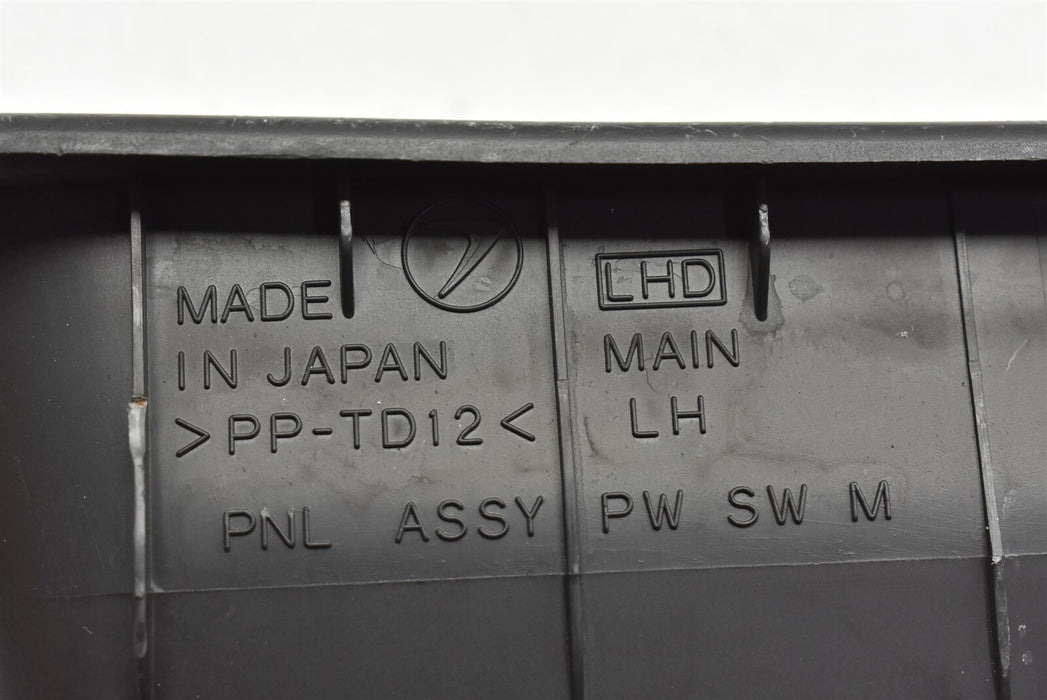 MADE
IN JAPAN
>PP-TD12<
LHD
MAIN
LH
PNL ASSY PW SW M